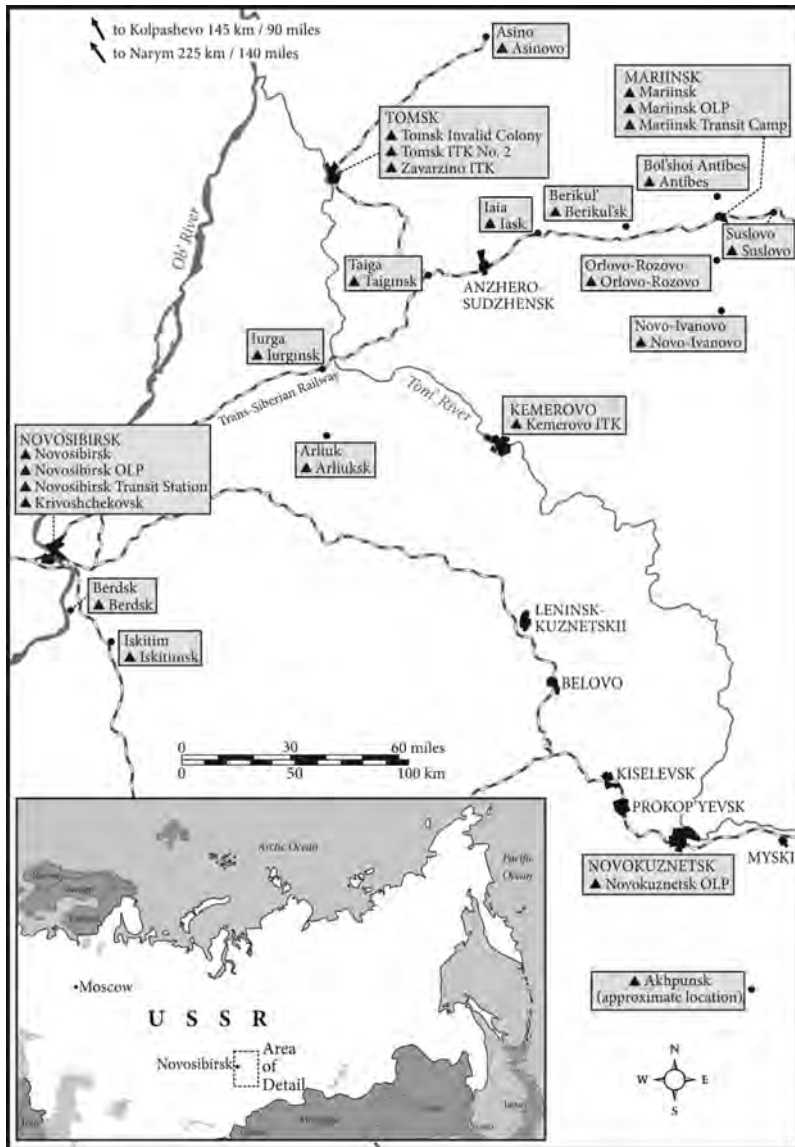 to Kolpashevo 145 km / 90 miles
to Narym 225 km / 140 miles
Asino
▲ Asinovo
MARIINSK
▲ Mariinsk
▲ Mariinsk OLP
▲ Mariinsk Transit Camp
TOMSK
▲ Tomsk Invalid Colony
▲ Tomsk ITK No. 2
▲ Zavarzino ITK
Bol'shoi Antibes
▲ Antibes
Berikul'
▲ Berikul'sk
Iaia
▲ Iask
Suslovo
▲ Suslovo
Ob' River
Taiga
▲ Taiginsk
ANZHERO-
SUDZHENSK
Orlovo-Rozovo
▲ Orlovo-Rozovo
Novo-Ivanovo
▲ Novo-Ivanovo
Iurga
▲ Iurginsk
Trans-Siberian Railway
Tom' River
KEMEROVO
▲ Kemerovo ITK
NOVOSIBIRSK
▲ Novosibirsk
▲ Novosibirsk OLP
▲ Novosibirsk Transit Station
▲ Krivoshchekovsk
Arliuk
▲ Arliuksk
Berdsk
▲ Berdsk
Iskitim
▲ Iskitimsk
LENINSK-
KUZNETSKII
BELOVO
0 30 60 miles
0 50 100 km
KISELEVSK
PROKOP'YEVSK
MYSKI
NOVOKUZNETSK
▲ Novokuznetsk OLP
▲ Akhpunsk
(approximate location)
N
W E
S
Arctic Ocean
Pacific
Ocean
Moscow
U S S R
Novosibirsk
Area
of
Detail